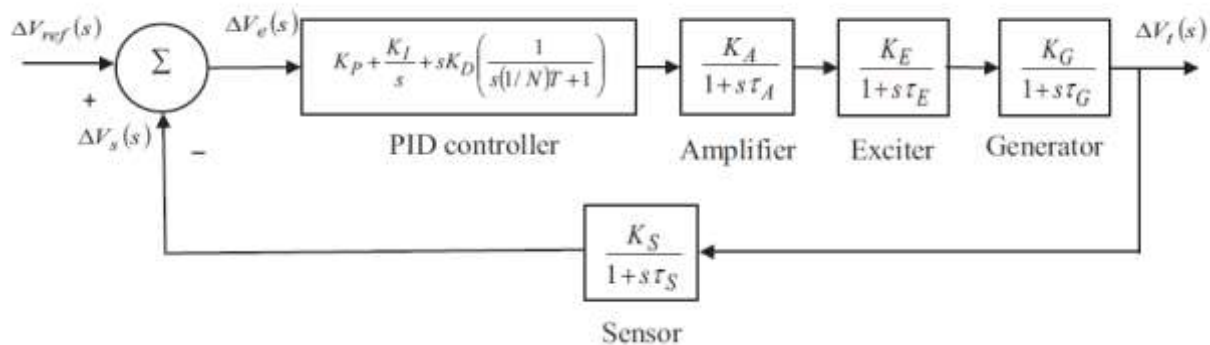 ΔV_ref(s)
+
Σ
ΔV_e(s)
K_P + K_I/s + sK_D(1/(s(1/N)T+1))
PID controller
K_A/(1+sτ_A)
Amplifier
K_E/(1+sτ_E)
Exciter
K_G/(1+sτ_G)
Generator
ΔV_t(s)
ΔV_s(s)
−
K_S/(1+sτ_S)
Sensor